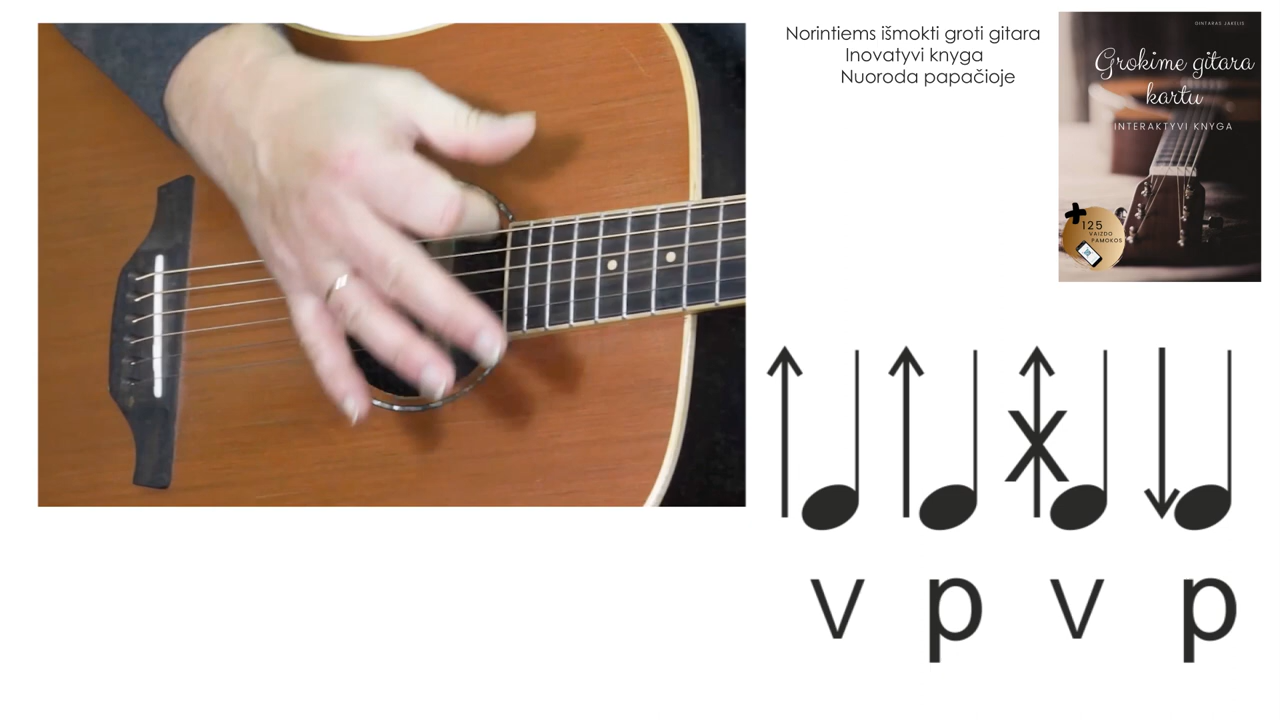 Norintiems išmokti groti gitara
Inovatyvi knyga
Nuoroda papačioje
GINTARAS JAKELIS
Grokime gitara
kartu
INTERAKTYVI KNYGA
+125
VAIZDO
PAMOKOS
X
v p v p